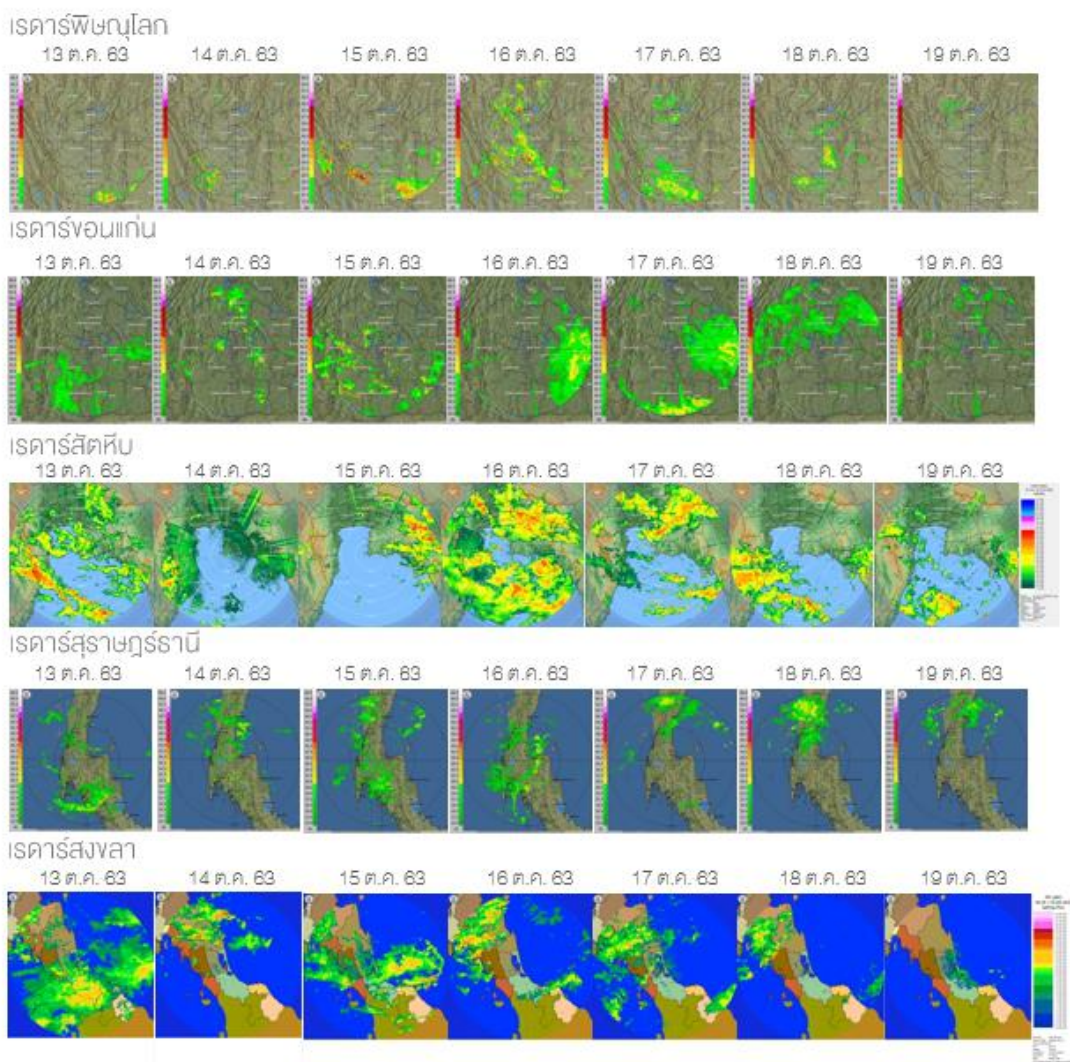 เรดาร์พิษณุโลก
13 ต.ค. 63 14 ต.ค. 63 15 ต.ค. 63 16 ต.ค. 63 17 ต.ค. 63 18 ต.ค. 63 19 ต.ค. 63
เรดาร์ขอนแก่น
13 ต.ค. 63 14 ต.ค. 63 15 ต.ค. 63 16 ต.ค. 63 17 ต.ค. 63 18 ต.ค. 63 19 ต.ค. 63
เรดาร์สัตหีบ
13 ต.ค. 63 14 ต.ค. 63 15 ต.ค. 63 16 ต.ค. 63 17 ต.ค. 63 18 ต.ค. 63 19 ต.ค. 63
เรดาร์สุราษฎร์ธานี
13 ต.ค. 63 14 ต.ค. 63 15 ต.ค. 63 16 ต.ค. 63 17 ต.ค. 63 18 ต.ค. 63 19 ต.ค. 63
เรดาร์สงขลา
13 ต.ค. 63 14 ต.ค. 63 15 ต.ค. 63 16 ต.ค. 63 17 ต.ค. 63 18 ต.ค. 63 19 ต.ค. 63